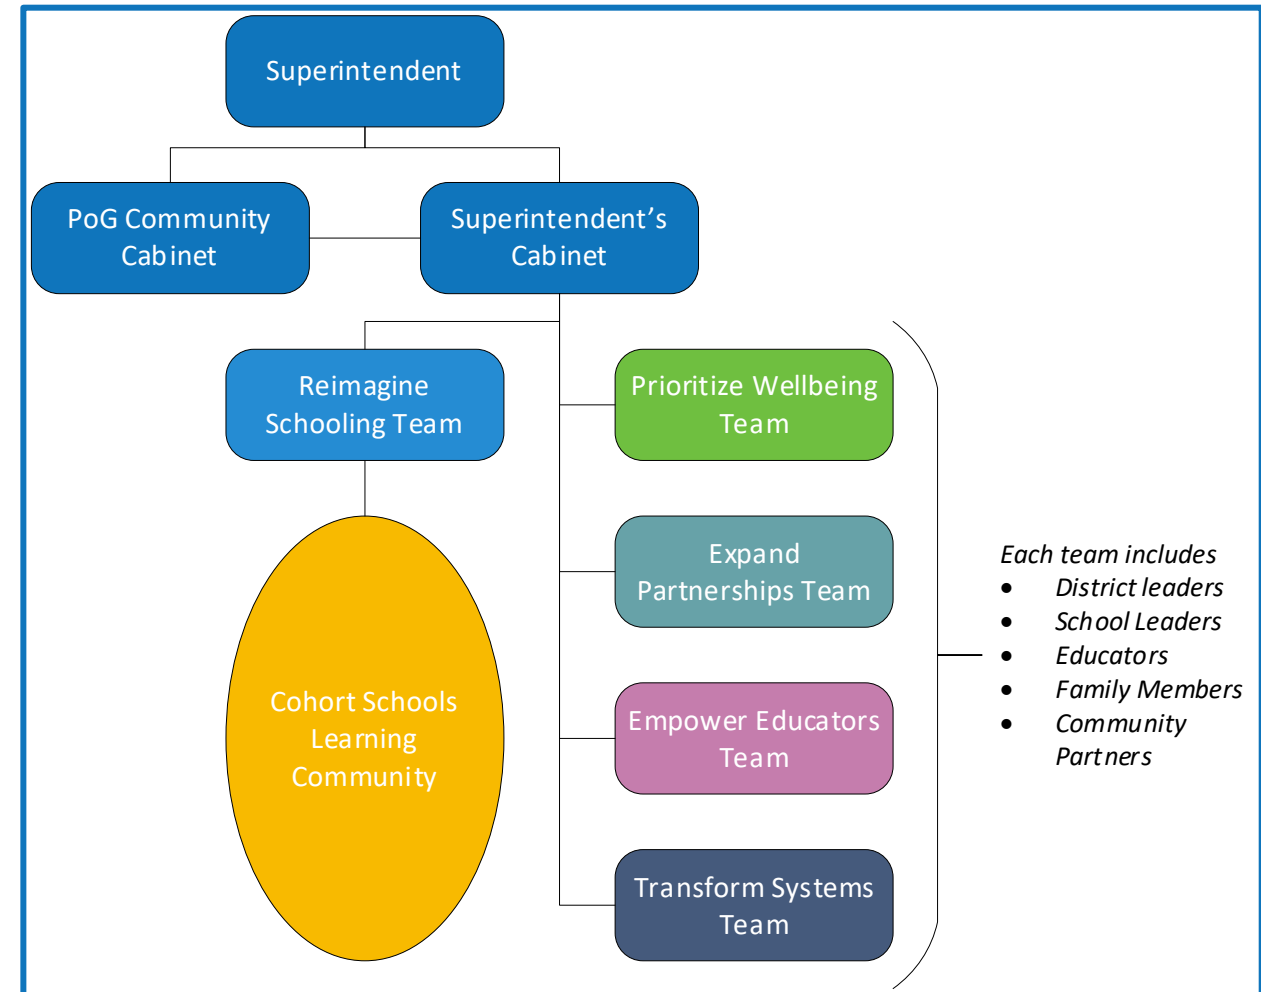 Superintendent
PoG Community
Cabinet
Superintendent’s
Cabinet
Reimagine
Schooling Team
Prioritize Wellbeing
Team
Expand
Partnerships Team
Cohort Schools
Learning
Community
Empower Educators
Team
Transform Systems
Team
Each team includes
• District leaders
• School Leaders
• Educators
• Family Members
• Community
Partners